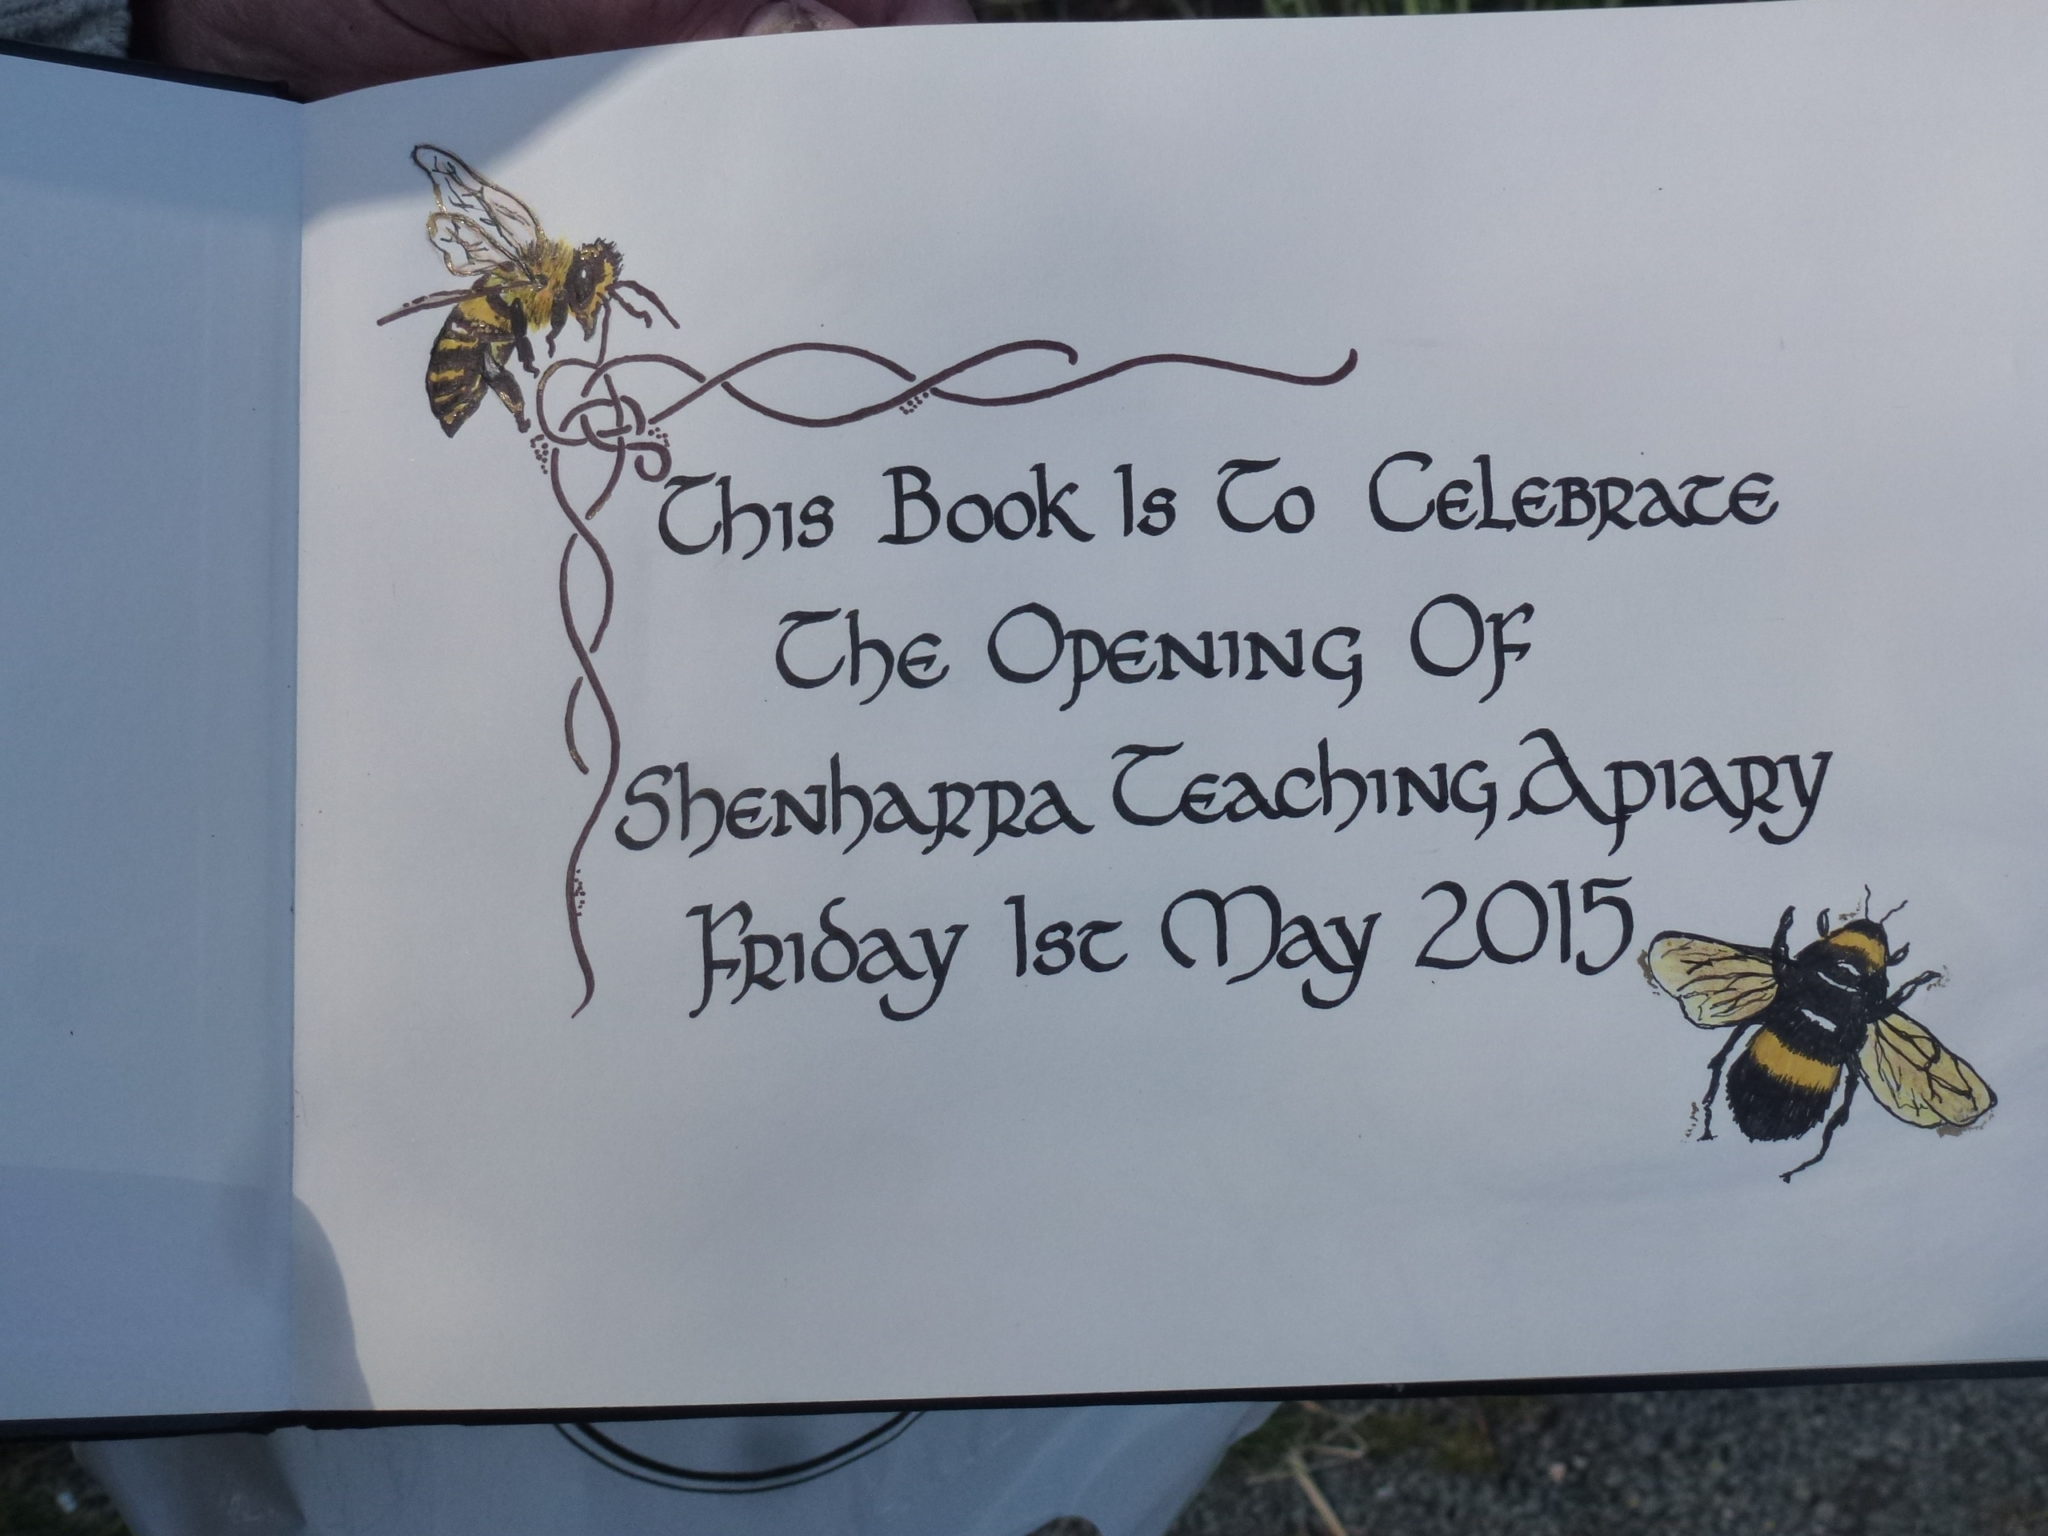 This Book Is To Celebrate
The Opening Of
Shenharra Teaching Apiary
Friday 1st May 2015